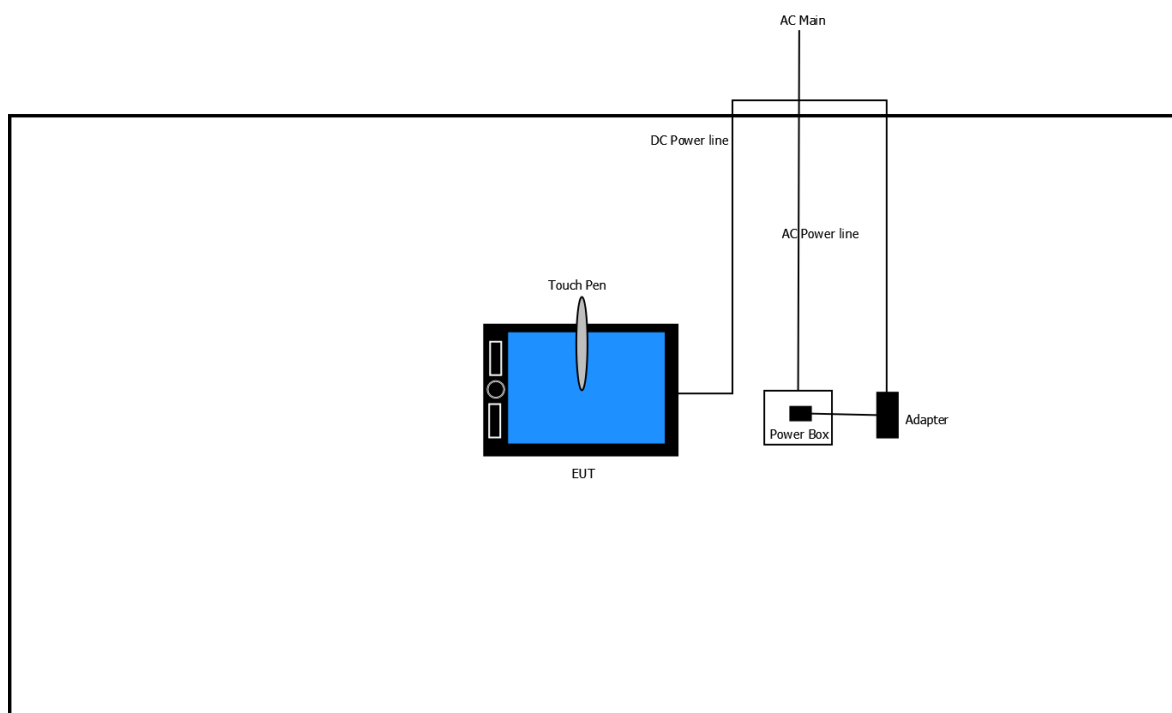 AC Main
DC Power line
AC Power line
Touch Pen
Adapter
Power Box
EUT